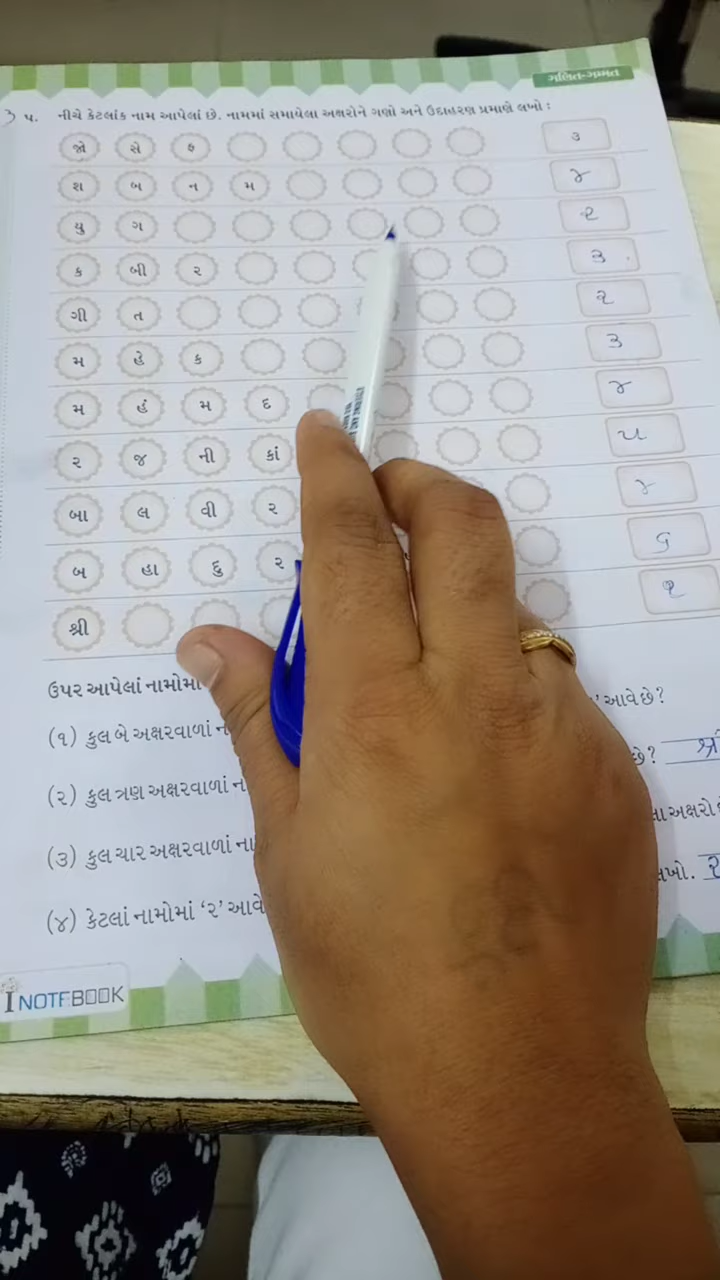 ગણિત-ગમ્મત
૫. નીચે કેટલાંક નામ આપેલાં છે. નામમાં સમાયેલા અક્ષરોને ગણો અને ઉદાહરણ પ્રમાણે લખો :
જો સે ફ ૩
શ બ ન મ ૪
યુ ગ ૨
ક બી ર ૩
ગી ત ૨
મ હે ક ૩
મ હં મ દ ૪
ર જ ની કાં ૫
બા લ વી ર ૪
બ હા દુ ર
શ્રી ૧
ઉપર આપેલાં નામોમાં
(૧) કુલ બે અક્ષરવાળાં
(૨) કુલ ત્રણ અક્ષરવાળાં
(૩) કુલ ચાર અક્ષરવાળાં
(૪) કેટલાં નામોમાં ‘ર’ આવે
’ આવે છે?
છે? શ્રી
અક્ષરો
લખો. ર
INOTEBOOK